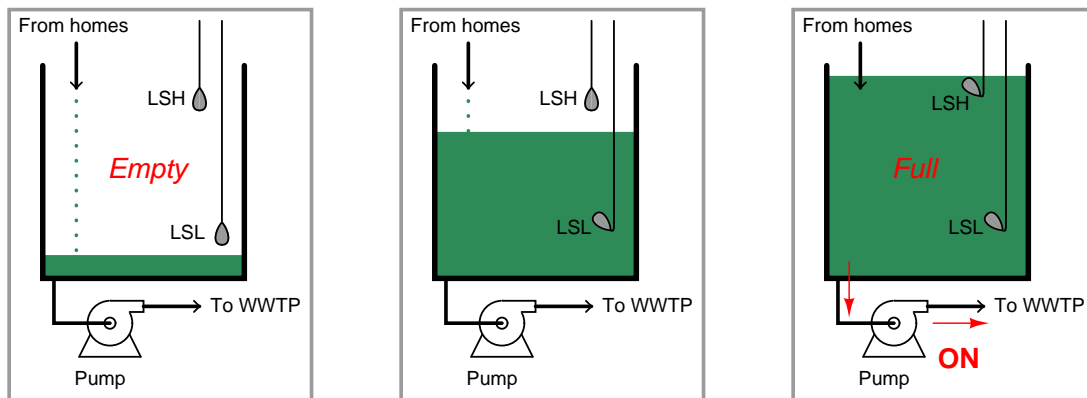 From homes
LSH
Empty
LSL
To WWTP
Pump
From homes
LSH
LSL
To WWTP
Pump
From homes
LSH
Full
LSL
To WWTP
ON
Pump